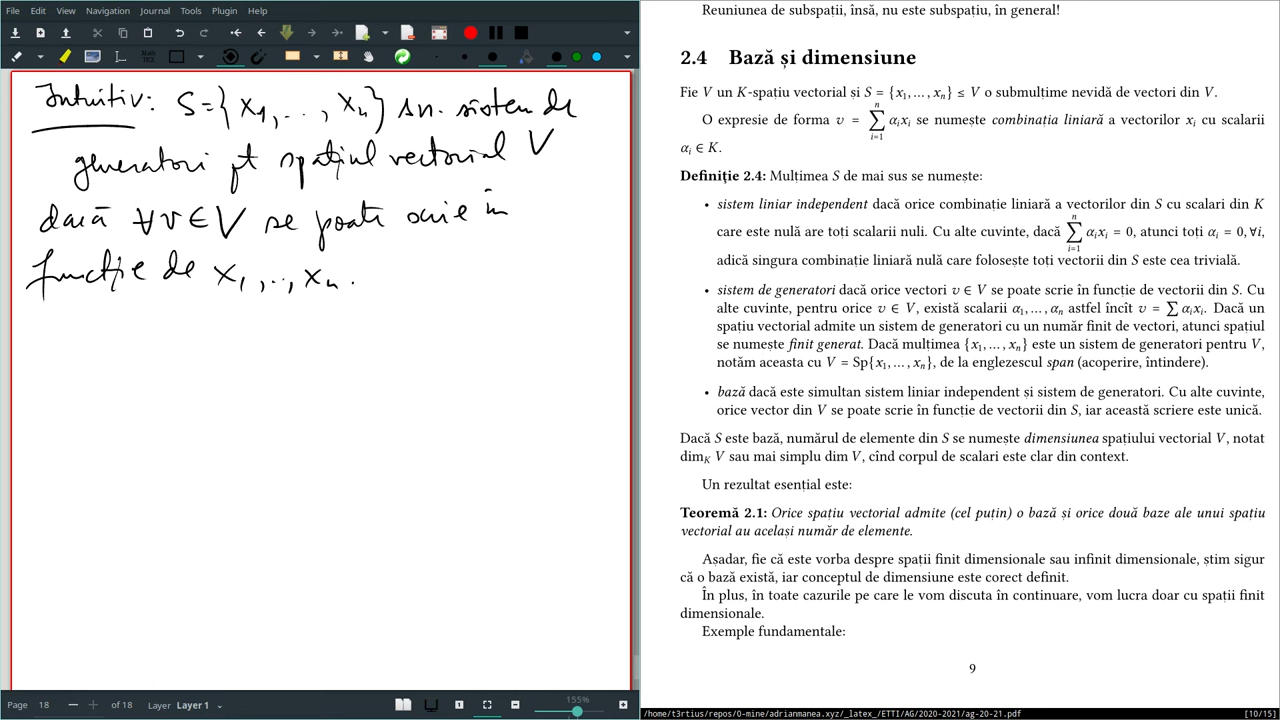 File Edit View Navigation Journal Tools Plugin Help
Intuitiv: S={x1,..., xn} s.n. sistem de
generatori pt spațiul vectorial V
dacă ∀v∈V se poate scrie în
funcție de x1,..,xn.
Page 18 of 18 Layer Layer 1 155%
Reuniunea de subspații, însă, nu este subspațiu, în general!
2.4 Bază și dimensiune
Fie V un K-spațiu vectorial și S = {x1, … , xn} ≤ V o submulțime nevidă de vectori din V.
O expresie de forma v = ∑_{i=1}^{n} αixi se numește combinația liniară a vectorilor xi cu scalarii
αi ∈ K.
Definiție 2.4: Mulțimea S de mai sus se numește:
• sistem liniar independent dacă orice combinație liniară a vectorilor din S cu scalari din K
care este nulă are toți scalarii nuli. Cu alte cuvinte, dacă ∑_{i=1}^{n} αixi = 0, atunci toți αi = 0, ∀i,
adică singura combinație liniară nulă care folosește toți vectorii din S este cea trivială.
• sistem de generatori dacă orice vectori v ∈ V se poate scrie în funcție de vectorii din S. Cu
alte cuvinte, pentru orice v ∈ V, există scalarii α1, … , αn astfel încît v = ∑ αixi. Dacă un
spațiu vectorial admite un sistem de generatori cu un număr finit de vectori, atunci spațiul
se numește finit generat. Dacă mulțimea {x1, … , xn} este un sistem de generatori pentru V,
notăm aceasta cu V = Sp{x1, … , xn}, de la englezescul span (acoperire, întindere).
• bază dacă este simultan sistem liniar independent și sistem de generatori. Cu alte cuvinte,
orice vector din V se poate scrie în funcție de vectorii din S, iar această scriere este unică.
Dacă S este bază, numărul de elemente din S se numește dimensiunea spațiului vectorial V, notat
dimK V sau mai simplu dim V, cînd corpul de scalari este clar din context.
Un rezultat esențial este:
Teoremă 2.1: Orice spațiu vectorial admite (cel puțin) o bază și orice două baze ale unui spațiu
vectorial au același număr de elemente.
Așadar, fie că este vorba despre spații finit dimensionale sau infinit dimensionale, știm sigur
că o bază există, iar conceptul de dimensiune este corect definit.
În plus, în toate cazurile pe care le vom discuta în continuare, vom lucra doar cu spații finit
dimensionale.
Exemple fundamentale:
9
/home/t3rtius/repos/0-mine/adrianmanea.xyz/_latex_/ETTI/AG/2020-2021/ag-20-21.pdf [10/15]